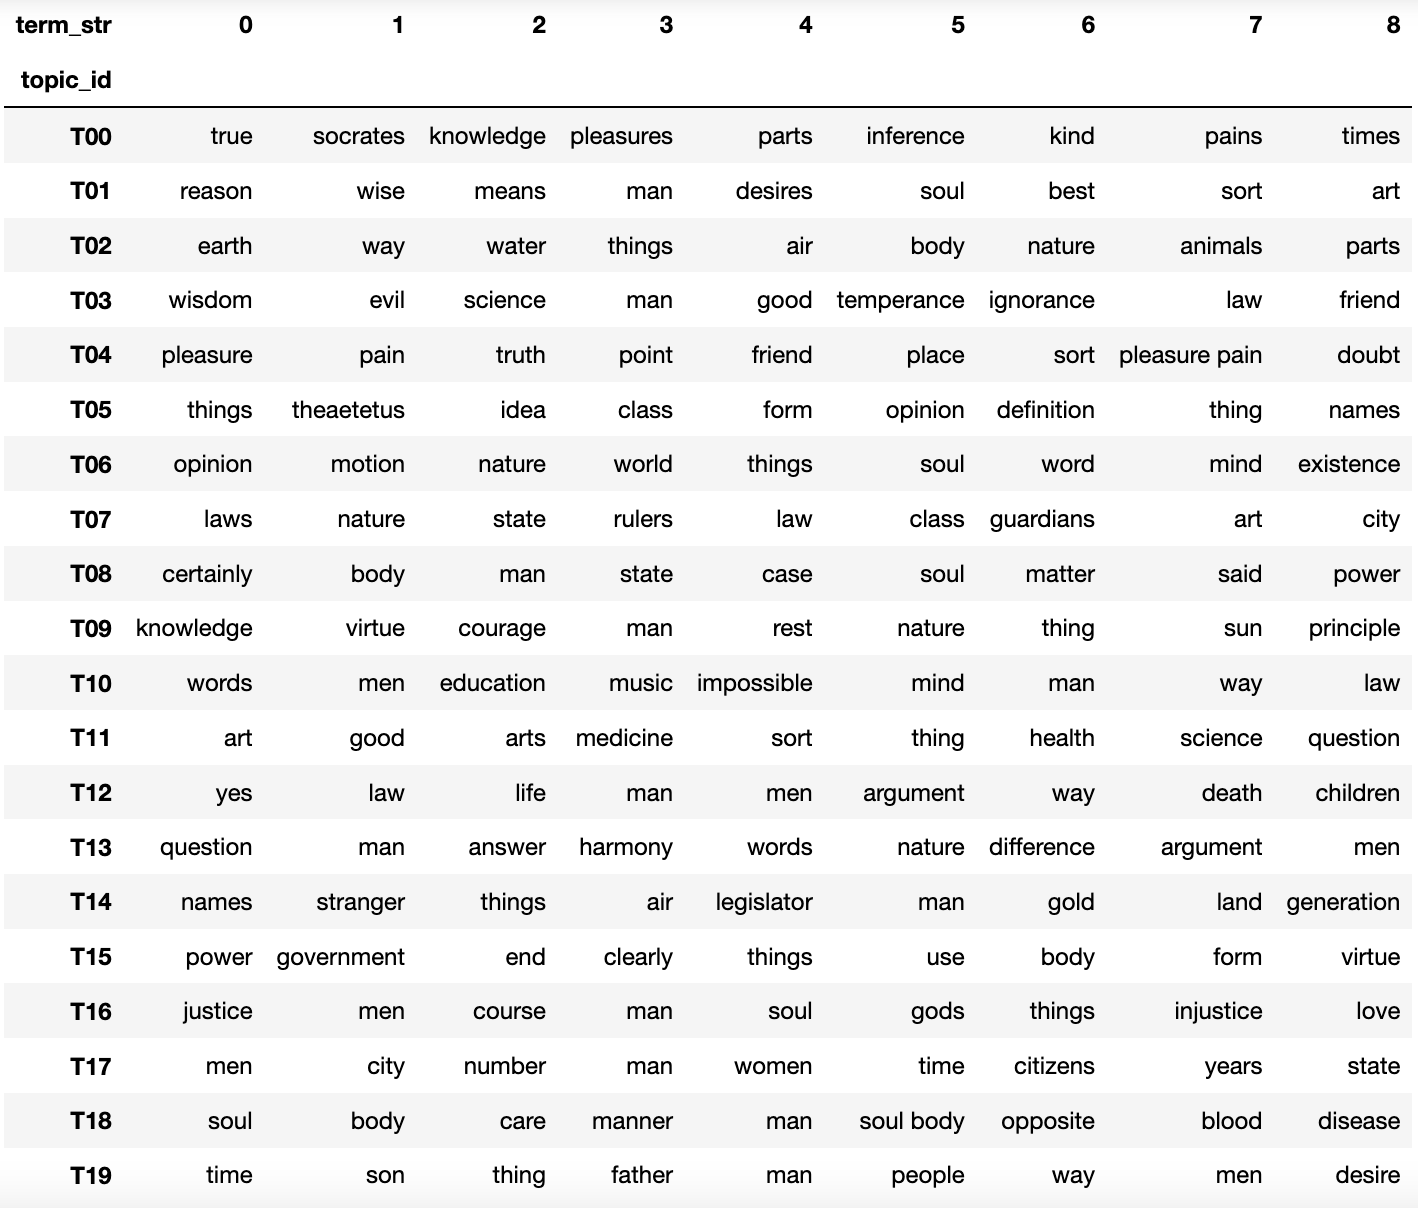 term_str 0 1 2 3 4 5 6 7 8
topic_id
T00 true socrates knowledge pleasures parts inference kind pains times
T01 reason wise means man desires soul best sort art
T02 earth way water things air body nature animals parts
T03 wisdom evil science man good temperance ignorance law friend
T04 pleasure pain truth point friend place sort pleasure pain doubt
T05 things theaetetus idea class form opinion definition thing names
T06 opinion motion nature world things soul word mind existence
T07 laws nature state rulers law class guardians art city
T08 certainly body man state case soul matter said power
T09 knowledge virtue courage man rest nature thing sun principle
T10 words men education music impossible mind man way law
T11 art good arts medicine sort thing health science question
T12 yes law life man men argument way death children
T13 question man answer harmony words nature difference argument men
T14 names stranger things air legislator man gold land generation
T15 power government end clearly things use body form virtue
T16 justice men course man soul gods things injustice love
T17 men city number man women time citizens years state
T18 soul body care manner man soul body opposite blood disease
T19 time son thing father man people way men desire